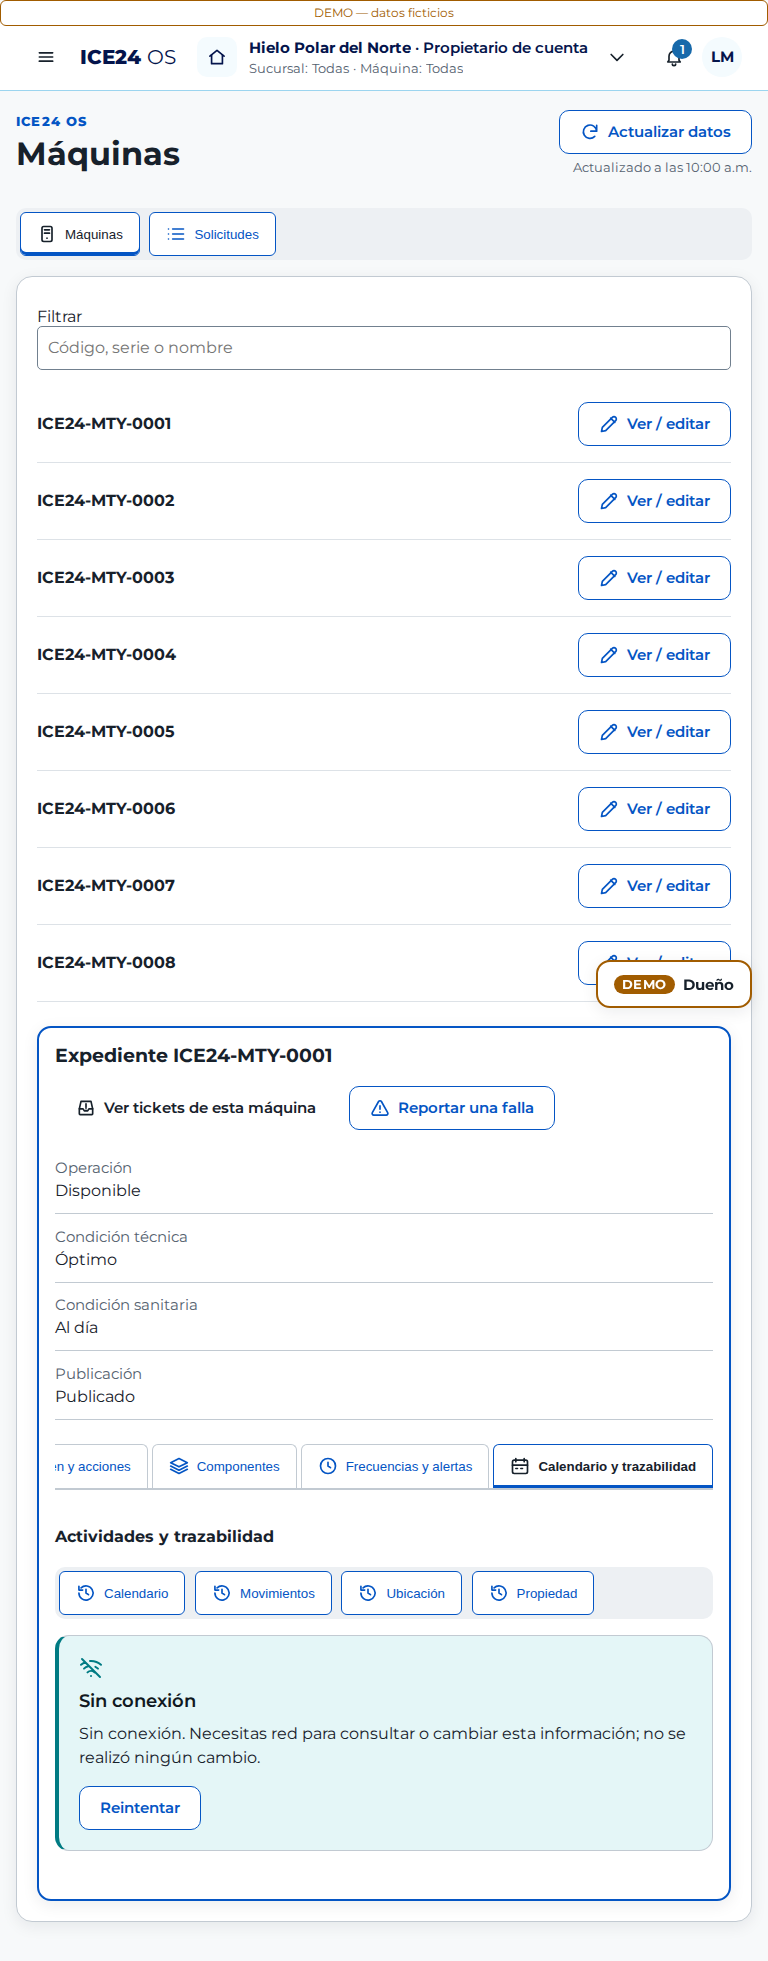 DEMO — datos ficticios
ICE24 OS
Hielo Polar del Norte · Propietario de cuenta
Sucursal: Todas · Máquina: Todas
1
LM
ICE24 OS
Máquinas
Actualizar datos
Actualizado a las 10:00 a.m.
Máquinas
Solicitudes
Filtrar
Código, serie o nombre
ICE24-MTY-0001
Ver / editar
ICE24-MTY-0002
Ver / editar
ICE24-MTY-0003
Ver / editar
ICE24-MTY-0004
Ver / editar
ICE24-MTY-0005
Ver / editar
ICE24-MTY-0006
Ver / editar
ICE24-MTY-0007
Ver / editar
ICE24-MTY-0008
DEMO Dueño
Expediente ICE24-MTY-0001
Ver tickets de esta máquina
Reportar una falla
Operación
Disponible
Condición técnica
Óptimo
Condición sanitaria
Al día
Publicación
Publicado
y acciones
Componentes
Frecuencias y alertas
Calendario y trazabilidad
Actividades y trazabilidad
Calendario
Movimientos
Ubicación
Propiedad
Sin conexión
Sin conexión. Necesitas red para consultar o cambiar esta información; no se
realizó ningún cambio.
Reintentar